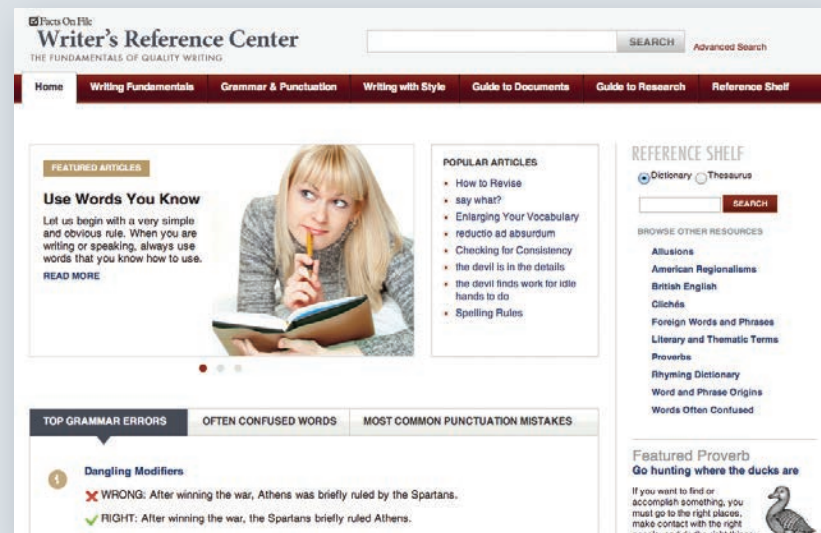 Facts On File
Writer's Reference Center
THE FUNDAMENTALS OF QUALITY WRITING
SEARCH
Advanced Search
Home
Writing Fundamentals
Grammar & Punctuation
Writing with Style
Guide to Documents
Guide to Research
Reference Shelf
FEATURED ARTICLES
Use Words You Know
Let us begin with a very simple
and obvious rule. When you are
writing or speaking, always use
words that you know how to use.
READ MORE
POPULAR ARTICLES
How to Revise
say what?
Enlarging Your Vocabulary
reductio ad absurdum
Checking for Consistency
the devil is in the details
the devil finds work for idle
hands to do
Spelling Rules
REFERENCE SHELF
Dictionary
Thesaurus
SEARCH
BROWSE OTHER RESOURCES
Allusions
American Regionalisms
British English
Clichés
Foreign Words and Phrases
Literary and Thematic Terms
Proverbs
Rhyming Dictionary
Word and Phrase Origins
Words Often Confused
TOP GRAMMAR ERRORS
OFTEN CONFUSED WORDS
MOST COMMON PUNCTUATION MISTAKES
1
Dangling Modifiers
WRONG: After winning the war, Athens was briefly ruled by the Spartans.
RIGHT: After winning the war, the Spartans briefly ruled Athens.
Featured Proverb
Go hunting where the ducks are
If you want to find or
accomplish something, you
must go to the right places,
make contact with the right